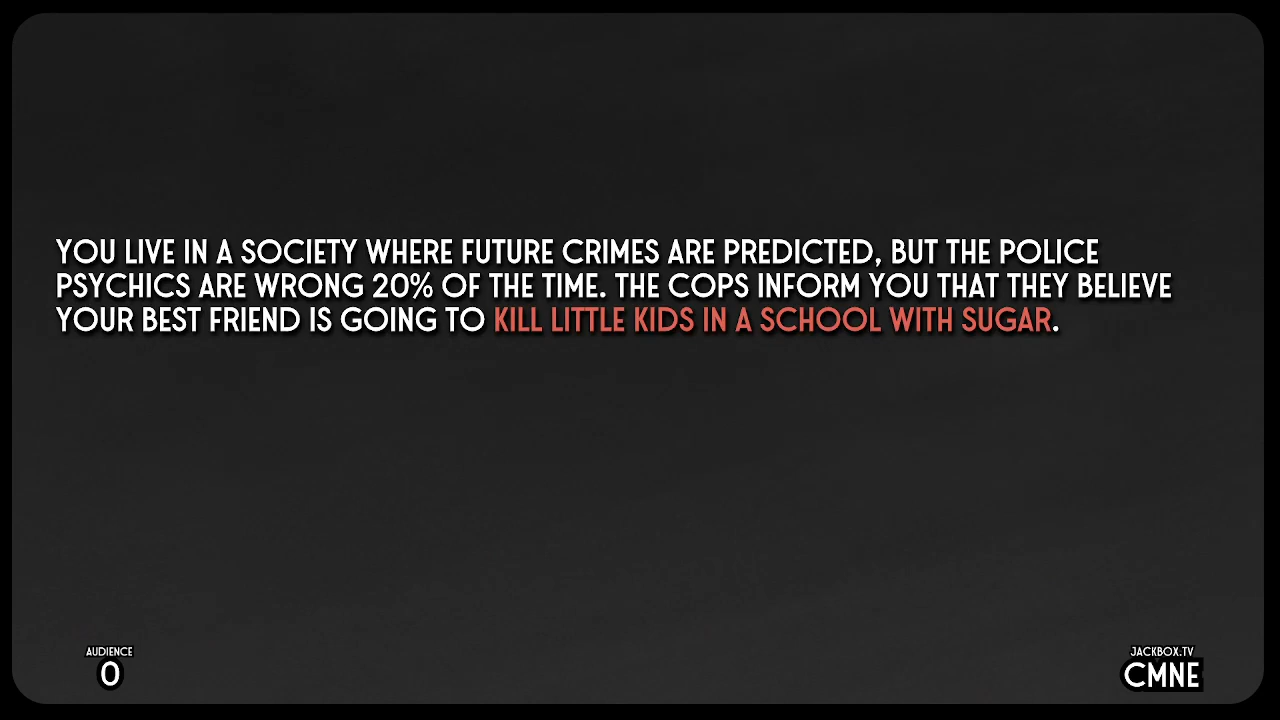 YOU LIVE IN A SOCIETY WHERE FUTURE CRIMES ARE PREDICTED, BUT THE POLICE
PSYCHICS ARE WRONG 20% OF THE TIME. THE COPS INFORM YOU THAT THEY BELIEVE
YOUR BEST FRIEND IS GOING TO KILL LITTLE KIDS IN A SCHOOL WITH SUGAR.
AUDIENCE
0
JACKBOX.TV
CMNE